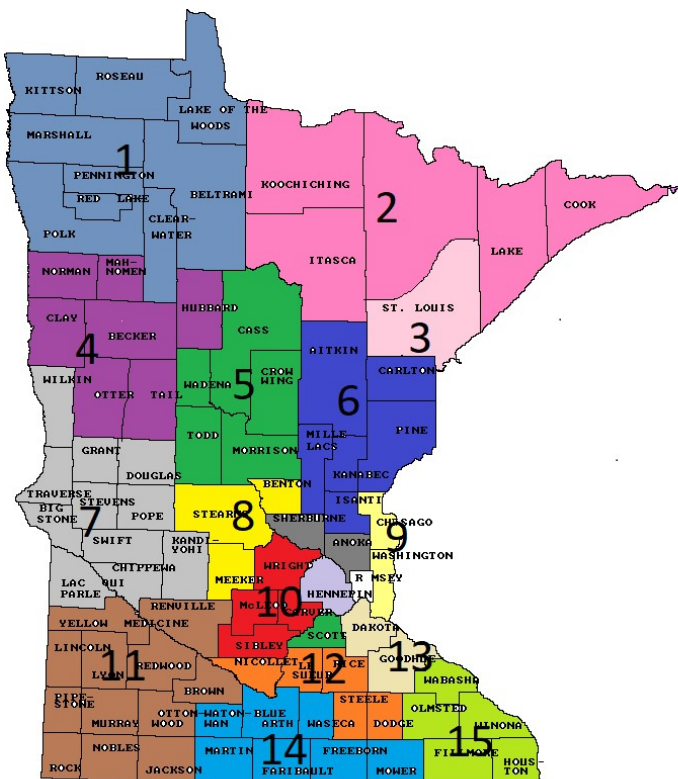 ROSEAU
KITTSON
LAKE OF THE
WOODS
MARSHALL
1
PENNINGTON
RED LAKE
BELTRAMI
KOOCHICHING
2
COOK
CLEAR-
WATER
POLK
LAKE
ITASCA
MAH-
NOMEN
NORMAN
HUBBARD
ST. LOUIS
CLAY
CASS
3
BECKER
4
AITKIN
CARLTON
WILKIN
WADENA
CROW
WING
5
6
OTTER TAIL
TODD
MILLE
LACS
PINE
GRANT
MORRISON
DOUGLAS
KANABEC
BENTON
TRAVERSE
STEVENS
ISANTI
BIG
STONE
7
POPE
STEARNS
8
SHERBURNE
CHISAGO
9
SWIFT
KANDI-
YOHI
ANOKA
WASHINGTON
CHIPPEWA
WRIGHT
LAC QUI
PARLE
MEEKER
R MSEY
HENNEPIN
RENVILLE
McLEOD
10
CARVER
YELLOW MEDICINE
DAKOTA
SCOTT
LINCOLN
SIBLEY
13
LYON
11
REDWOOD
NICOLLET
LE
SUEUR
12
RICE
GOODHUE
WABASHA
BROWN
PIPE-
STONE
STEELE
OLMSTED
MURRAY
COTTON-
WOOD
WATON-
WAN
BLUE
EARTH
WASECA
DODGE
WINONA
NOBLES
MARTIN
14
FREEBORN
FILLMORE
15
ROCK
JACKSON
FARIBAULT
MOWER
HOUS-
TON